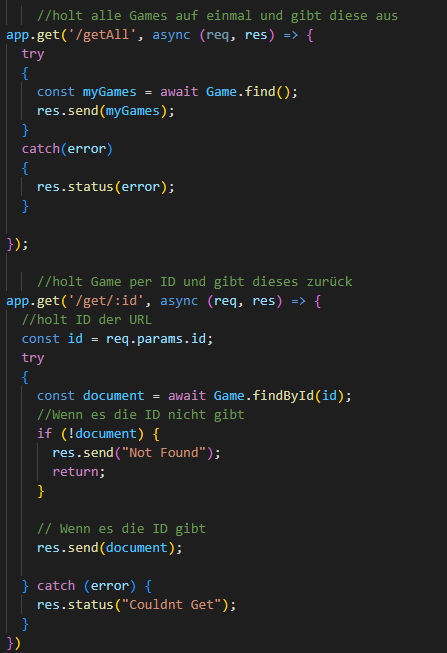 //holt alle Games auf einmal und gibt diese aus
app.get('/getAll', async (req, res) => {
try
{
const myGames = await Game.find();
res.send(myGames);
}
catch(error)
{
res.status(error);
}
});
//holt Game per ID und gibt dieses zurück
app.get('/get/:id', async (req, res) => {
//holt ID der URL
const id = req.params.id;
try
{
const document = await Game.findById(id);
//Wenn es die ID nicht gibt
if (!document) {
res.send("Not Found");
return;
}
// Wenn es die ID gibt
res.send(document);
} catch (error) {
res.status("Couldnt Get");
}
})